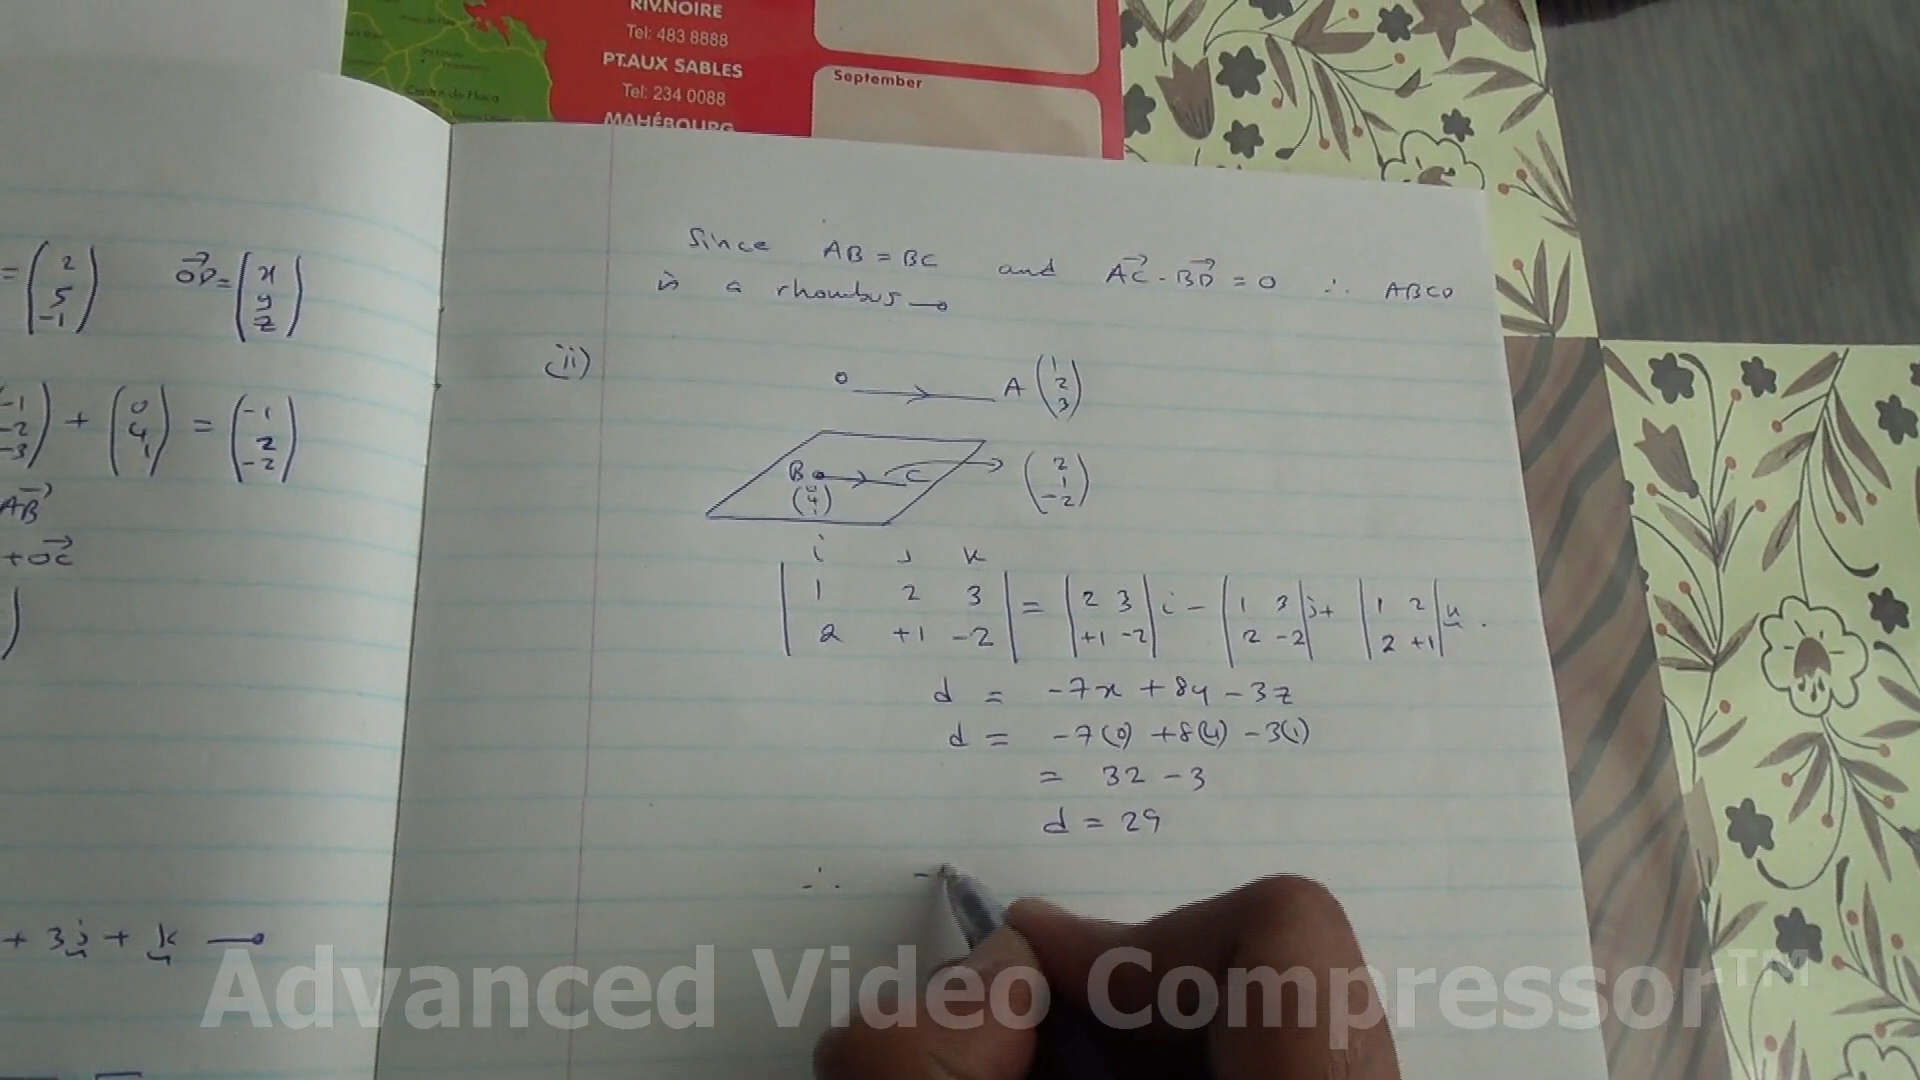 RIV.NOIRE
Tel: 483 8888
PT.AUX SABLES
Tel: 234 0088
MAHÉBOURG
September
Centre de Flacq
= (2 5 -1) OD = (x y z)
(-1 -2 -3) + (0 4 1) = (-1 2 -2)
AB
+ OC
)
+ 3j + k
Since AB = BC and AC . BD = 0 ∴ ABCD
is a rhombus
(ii)
O A (1 2 3)
B C (2 1 -2)
(0 4 1)
i j k
| 1 2 3 | = | 2 3 | i - | 1 3 | j + | 1 2 | k .
| 2 +1 -2 | | +1 -2 | | 2 -2 | | 2 +1 |
d = -7x + 8y - 3z
d = -7(0) + 8(4) - 3(1)
= 32 - 3
d = 29
∴ -
Advanced Video Compressor™